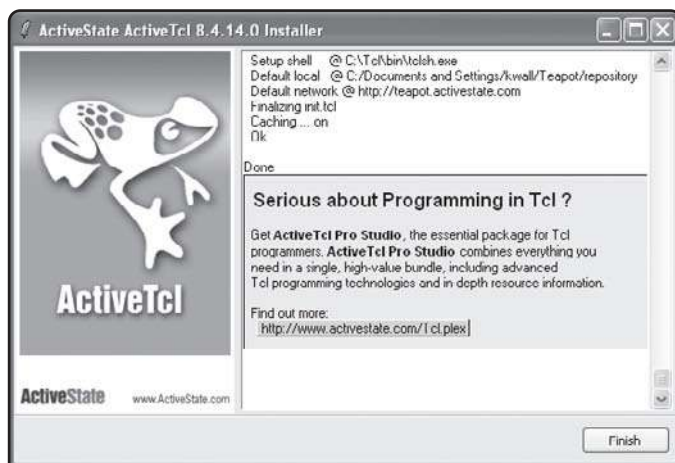 ActiveState ActiveTcl 8.4.14.0 Installer
Setup shell @ C:\Tcl\bin\tclsh.exe
Default local @ C:/Documents and Settings/kwall/Teapot/repository
Default network @ http://teapot.activestate.com
Finalizing init.tcl
Caching ... on
Ok
Done
Serious about Programming in Tcl ?
Get ActiveTcl Pro Studio, the essential package for Tcl
programmers. ActiveTcl Pro Studio combines everything you
need in a single, high-value bundle, including advanced
Tcl programming technologies and in depth resource information.
Find out more:
http://www.activestate.com/Tcl.plex
ActiveTcl
ActiveState www.ActiveState.com
Finish